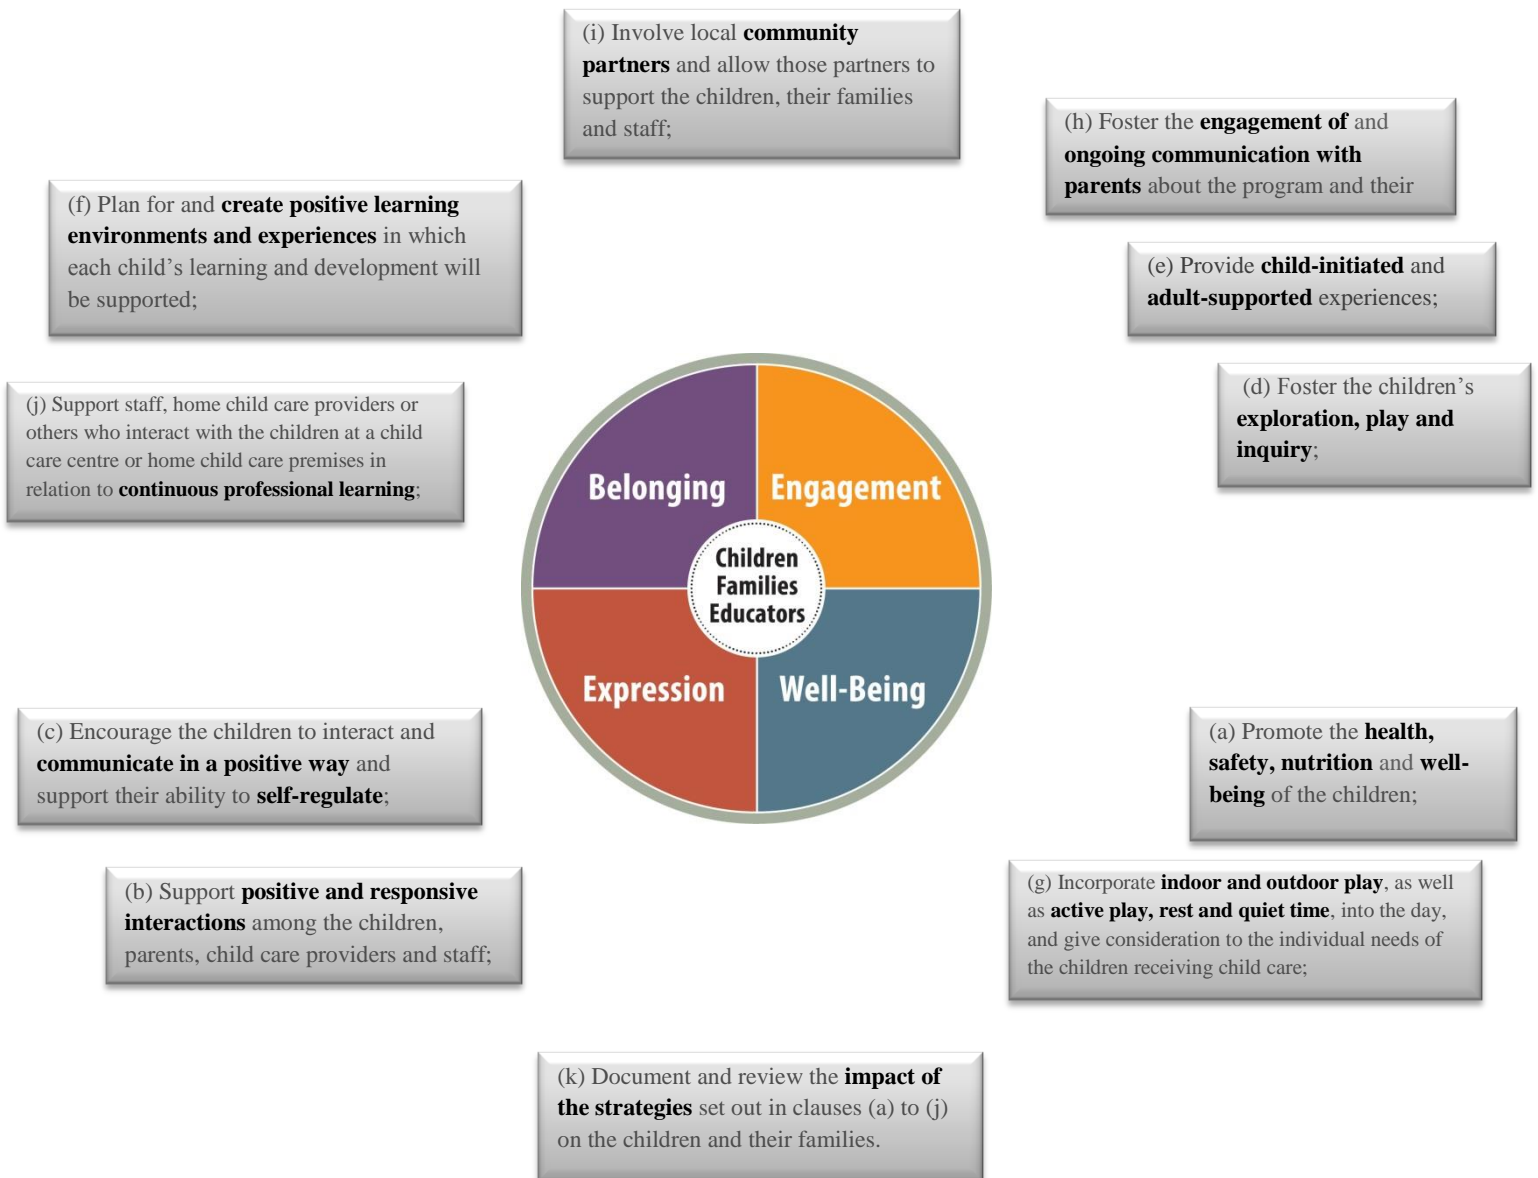 (i) Involve local community
partners and allow those partners to
support the children, their families
and staff;
(h) Foster the engagement of and
ongoing communication with
parents about the program and their
(f) Plan for and create positive learning
environments and experiences in which
each child’s learning and development will
be supported;
(e) Provide child-initiated and
adult-supported experiences;
(d) Foster the children’s
exploration, play and
inquiry;
(j) Support staff, home child care providers or
others who interact with the children at a child
care centre or home child care premises in
relation to continuous professional learning;
Belonging
Engagement
Children
Families
Educators
Expression
Well-Being
(c) Encourage the children to interact and
communicate in a positive way and
support their ability to self-regulate;
(a) Promote the health,
safety, nutrition and well-
being of the children;
(b) Support positive and responsive
interactions among the children,
parents, child care providers and staff;
(g) Incorporate indoor and outdoor play, as well
as active play, rest and quiet time, into the day,
and give consideration to the individual needs of
the children receiving child care;
(k) Document and review the impact of
the strategies set out in clauses (a) to (j)
on the children and their families.